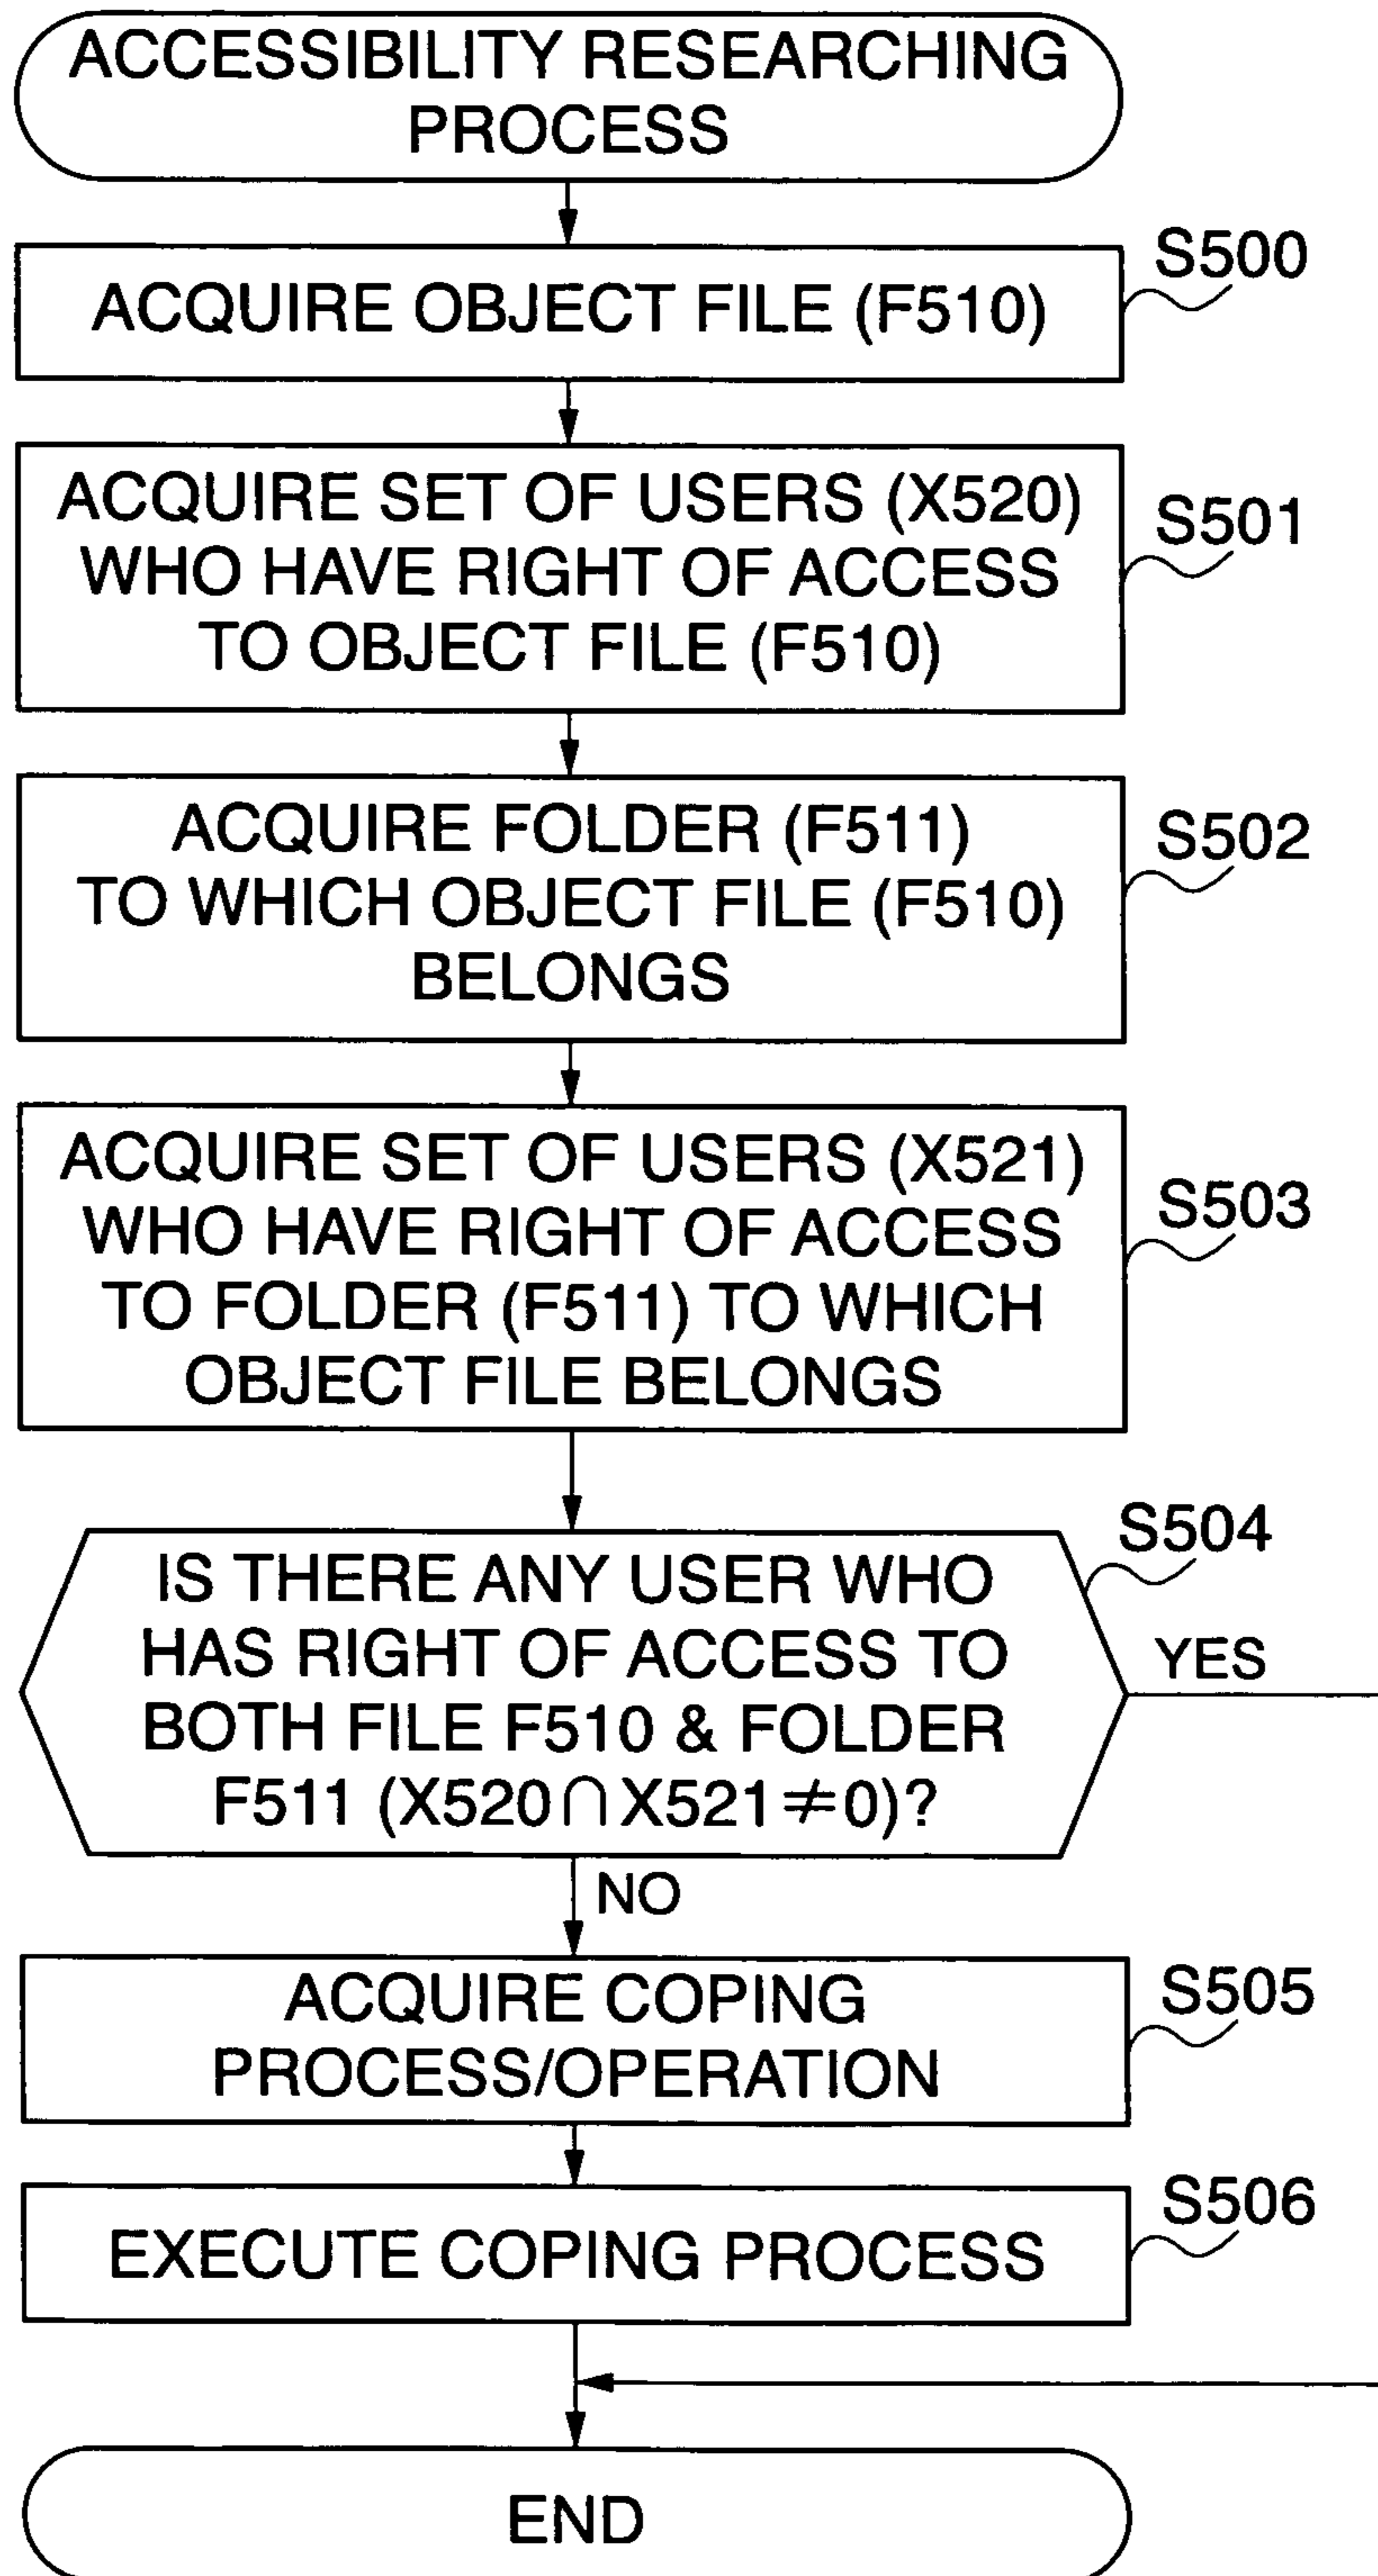 ACCESSIBILITY RESEARCHING
PROCESS
S500
ACQUIRE OBJECT FILE (F510)
ACQUIRE SET OF USERS (X520)
WHO HAVE RIGHT OF ACCESS
TO OBJECT FILE (F510)
S501
ACQUIRE FOLDER (F511)
TO WHICH OBJECT FILE (F510)
BELONGS
S502
ACQUIRE SET OF USERS (X521)
WHO HAVE RIGHT OF ACCESS
TO FOLDER (F511) TO WHICH
OBJECT FILE BELONGS
S503
S504
IS THERE ANY USER WHO
HAS RIGHT OF ACCESS TO
BOTH FILE F510 & FOLDER
F511 (X520∩X521≠0)?
YES
NO
ACQUIRE COPING
PROCESS/OPERATION
S505
S506
EXECUTE COPING PROCESS
END